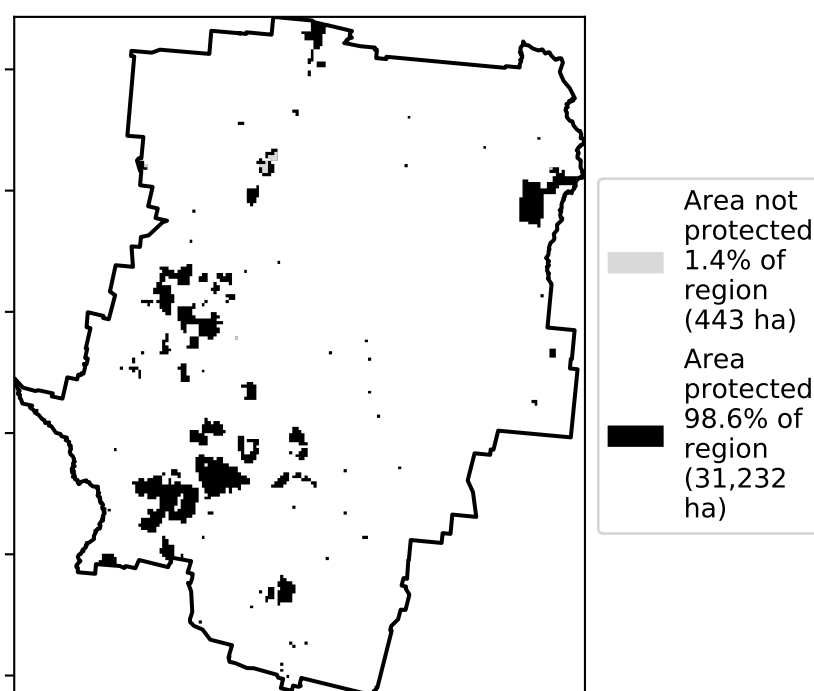 Area not
protected
1.4% of
region
(443 ha)
Area
protected
98.6% of
region
(31,232
ha)